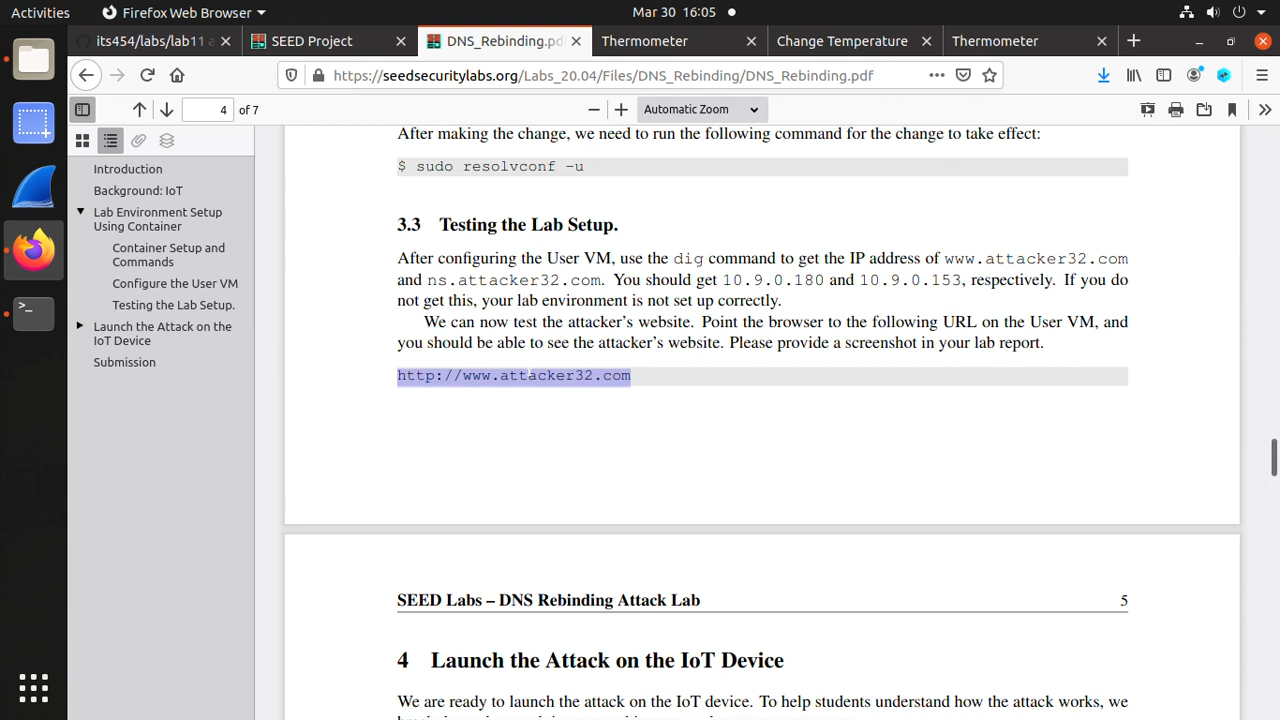 Activities
Firefox Web Browser
Mar 30 16:05
its454/labs/lab11 a
SEED Project
DNS_Rebinding.pdf
Thermometer
Change Temperature
Thermometer
https://seedsecuritylabs.org/Labs_20.04/Files/DNS_Rebinding/DNS_Rebinding.pdf
4 of 7
Automatic Zoom
Introduction
Background: IoT
Lab Environment Setup
Using Container
Container Setup and
Commands
Configure the User VM
Testing the Lab Setup.
Launch the Attack on the
IoT Device
Submission
After making the change, we need to run the following command for the change to take effect:
$ sudo resolvconf -u
3.3 Testing the Lab Setup.
After configuring the User VM, use the dig command to get the IP address of www.attacker32.com
and ns.attacker32.com. You should get 10.9.0.180 and 10.9.0.153, respectively. If you do
not get this, your lab environment is not set up correctly.
We can now test the attacker's website. Point the browser to the following URL on the User VM, and
you should be able to see the attacker's website. Please provide a screenshot in your lab report.
http://www.attacker32.com
SEED Labs – DNS Rebinding Attack Lab 5
4 Launch the Attack on the IoT Device
We are ready to launch the attack on the IoT device. To help students understand how the attack works, we